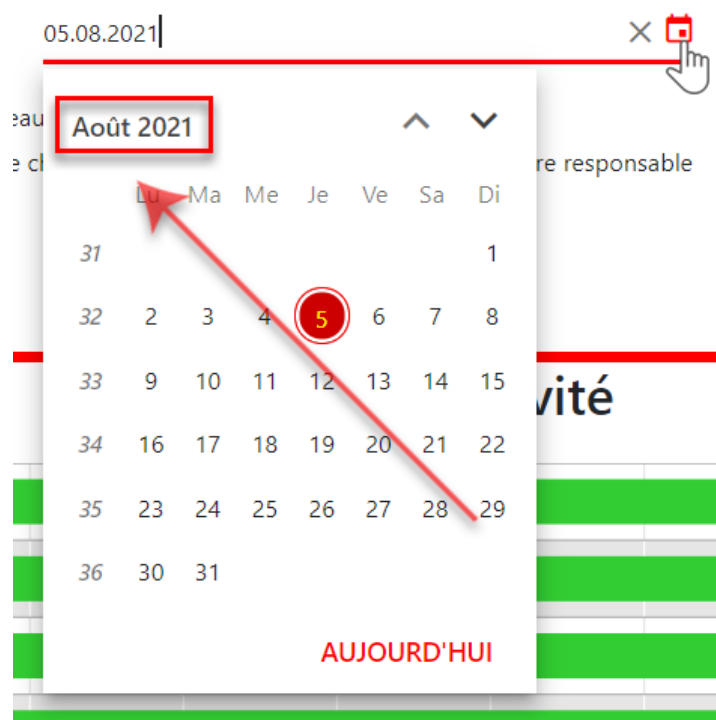 05.08.2021
eau
Août 2021
re responsable
Lu Ma Me Je Ve Sa Di
31 1
32 2 3 4 5 6 7 8
33 9 10 11 12 13 14 15
vité
34 16 17 18 19 20 21 22
35 23 24 25 26 27 28 29
36 30 31
AUJOURD'HUI